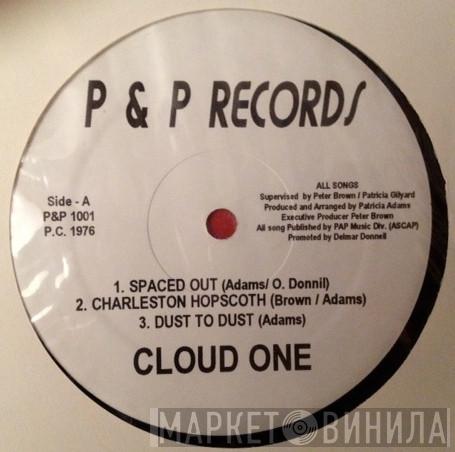 P & P RECORDS
Side - A
P&P 1001
P.C. 1976
ALL SONGS
Supervised by Peter Brown / Patricia Gilyard
Produced and Arranged by Patricia Adams
Executive Producer Peter Brown
All song Published by PAP Music Div. (ASCAP)
Promoted by Delmar Donnell
1. SPACED OUT (Adams/ O. Donnil)
2. CHARLESTON HOPSCOTH (Brown / Adams)
3. DUST TO DUST (Adams)
CLOUD ONE
МАРКЕТ ВИНИЛА